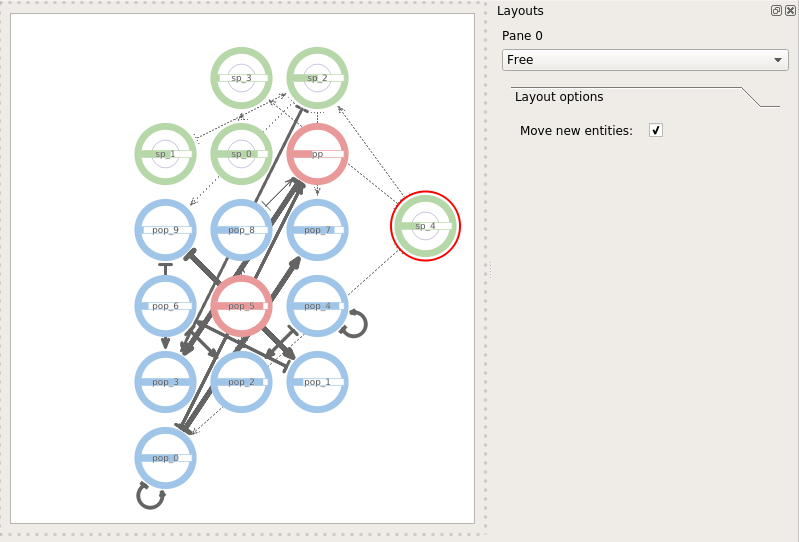 Layouts
Pane 0
Free
Layout options
Move new entities:
sp_3
sp_2
sp_1
sp_0
pp
sp_4
pop_9
pop_8
pop_7
pop_6
pop_5
pop_4
pop_3
pop_2
pop_1
pop_0